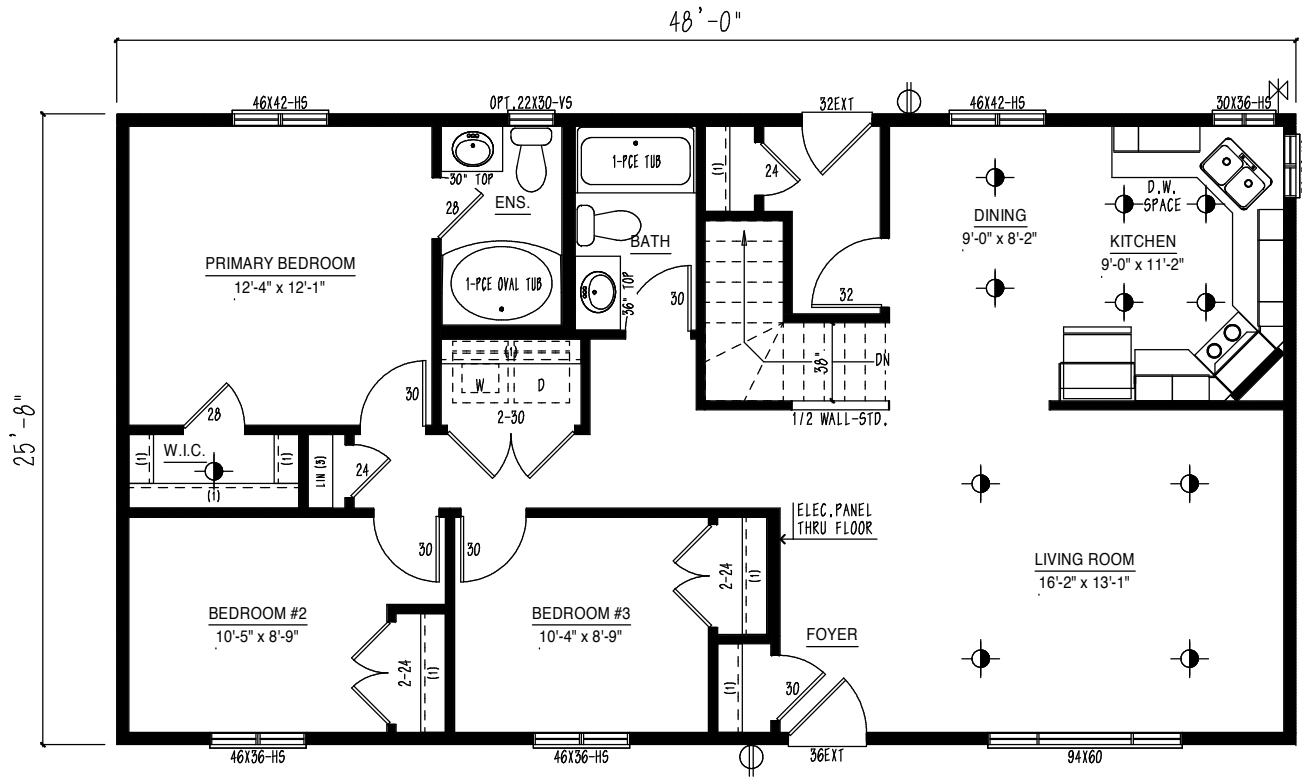 48'-0"
46X42-HS
OPT.22X30-VS
32EXT
46X42-HS
30X36-HS
1-PCE TUB
(1)
24
30" TOP
28
ENS.
D.W.
SPACE
DINING
9'-0" x 8'-2"
KITCHEN
9'-0" x 11'-2"
BATH
PRIMARY BEDROOM
12'-4" x 12'-1"
1-PCE OVAL TUB
36" TOP
30
32
25'-8"
(1)
W
D
38"
DN
30
28
2-30
1/2 WALL-STD.
W.I.C.
(1)
(1)
(1)
LIN (3)
24
ELEC.PANEL
THRU FLOOR
30
30
2-24
(1)
LIVING ROOM
16'-2" x 13'-1"
BEDROOM #2
10'-5" x 8'-9"
BEDROOM #3
10'-4" x 8'-9"
FOYER
2-24
(1)
(1)
30
46X36-HS
46X36-HS
36EXT
94X60